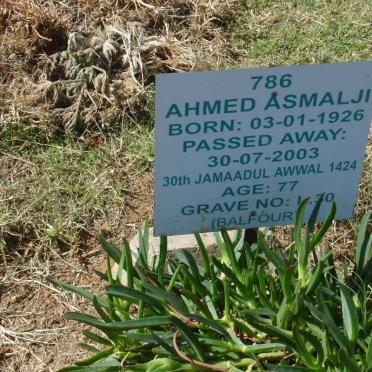 786
AHMED ASMALJI
BORN: 03-01-1926
PASSED AWAY:
30-07-2003
30th JAMAADUL AWWAL 1424
AGE: 77
GRAVE NO: 30
(BALFOUR)